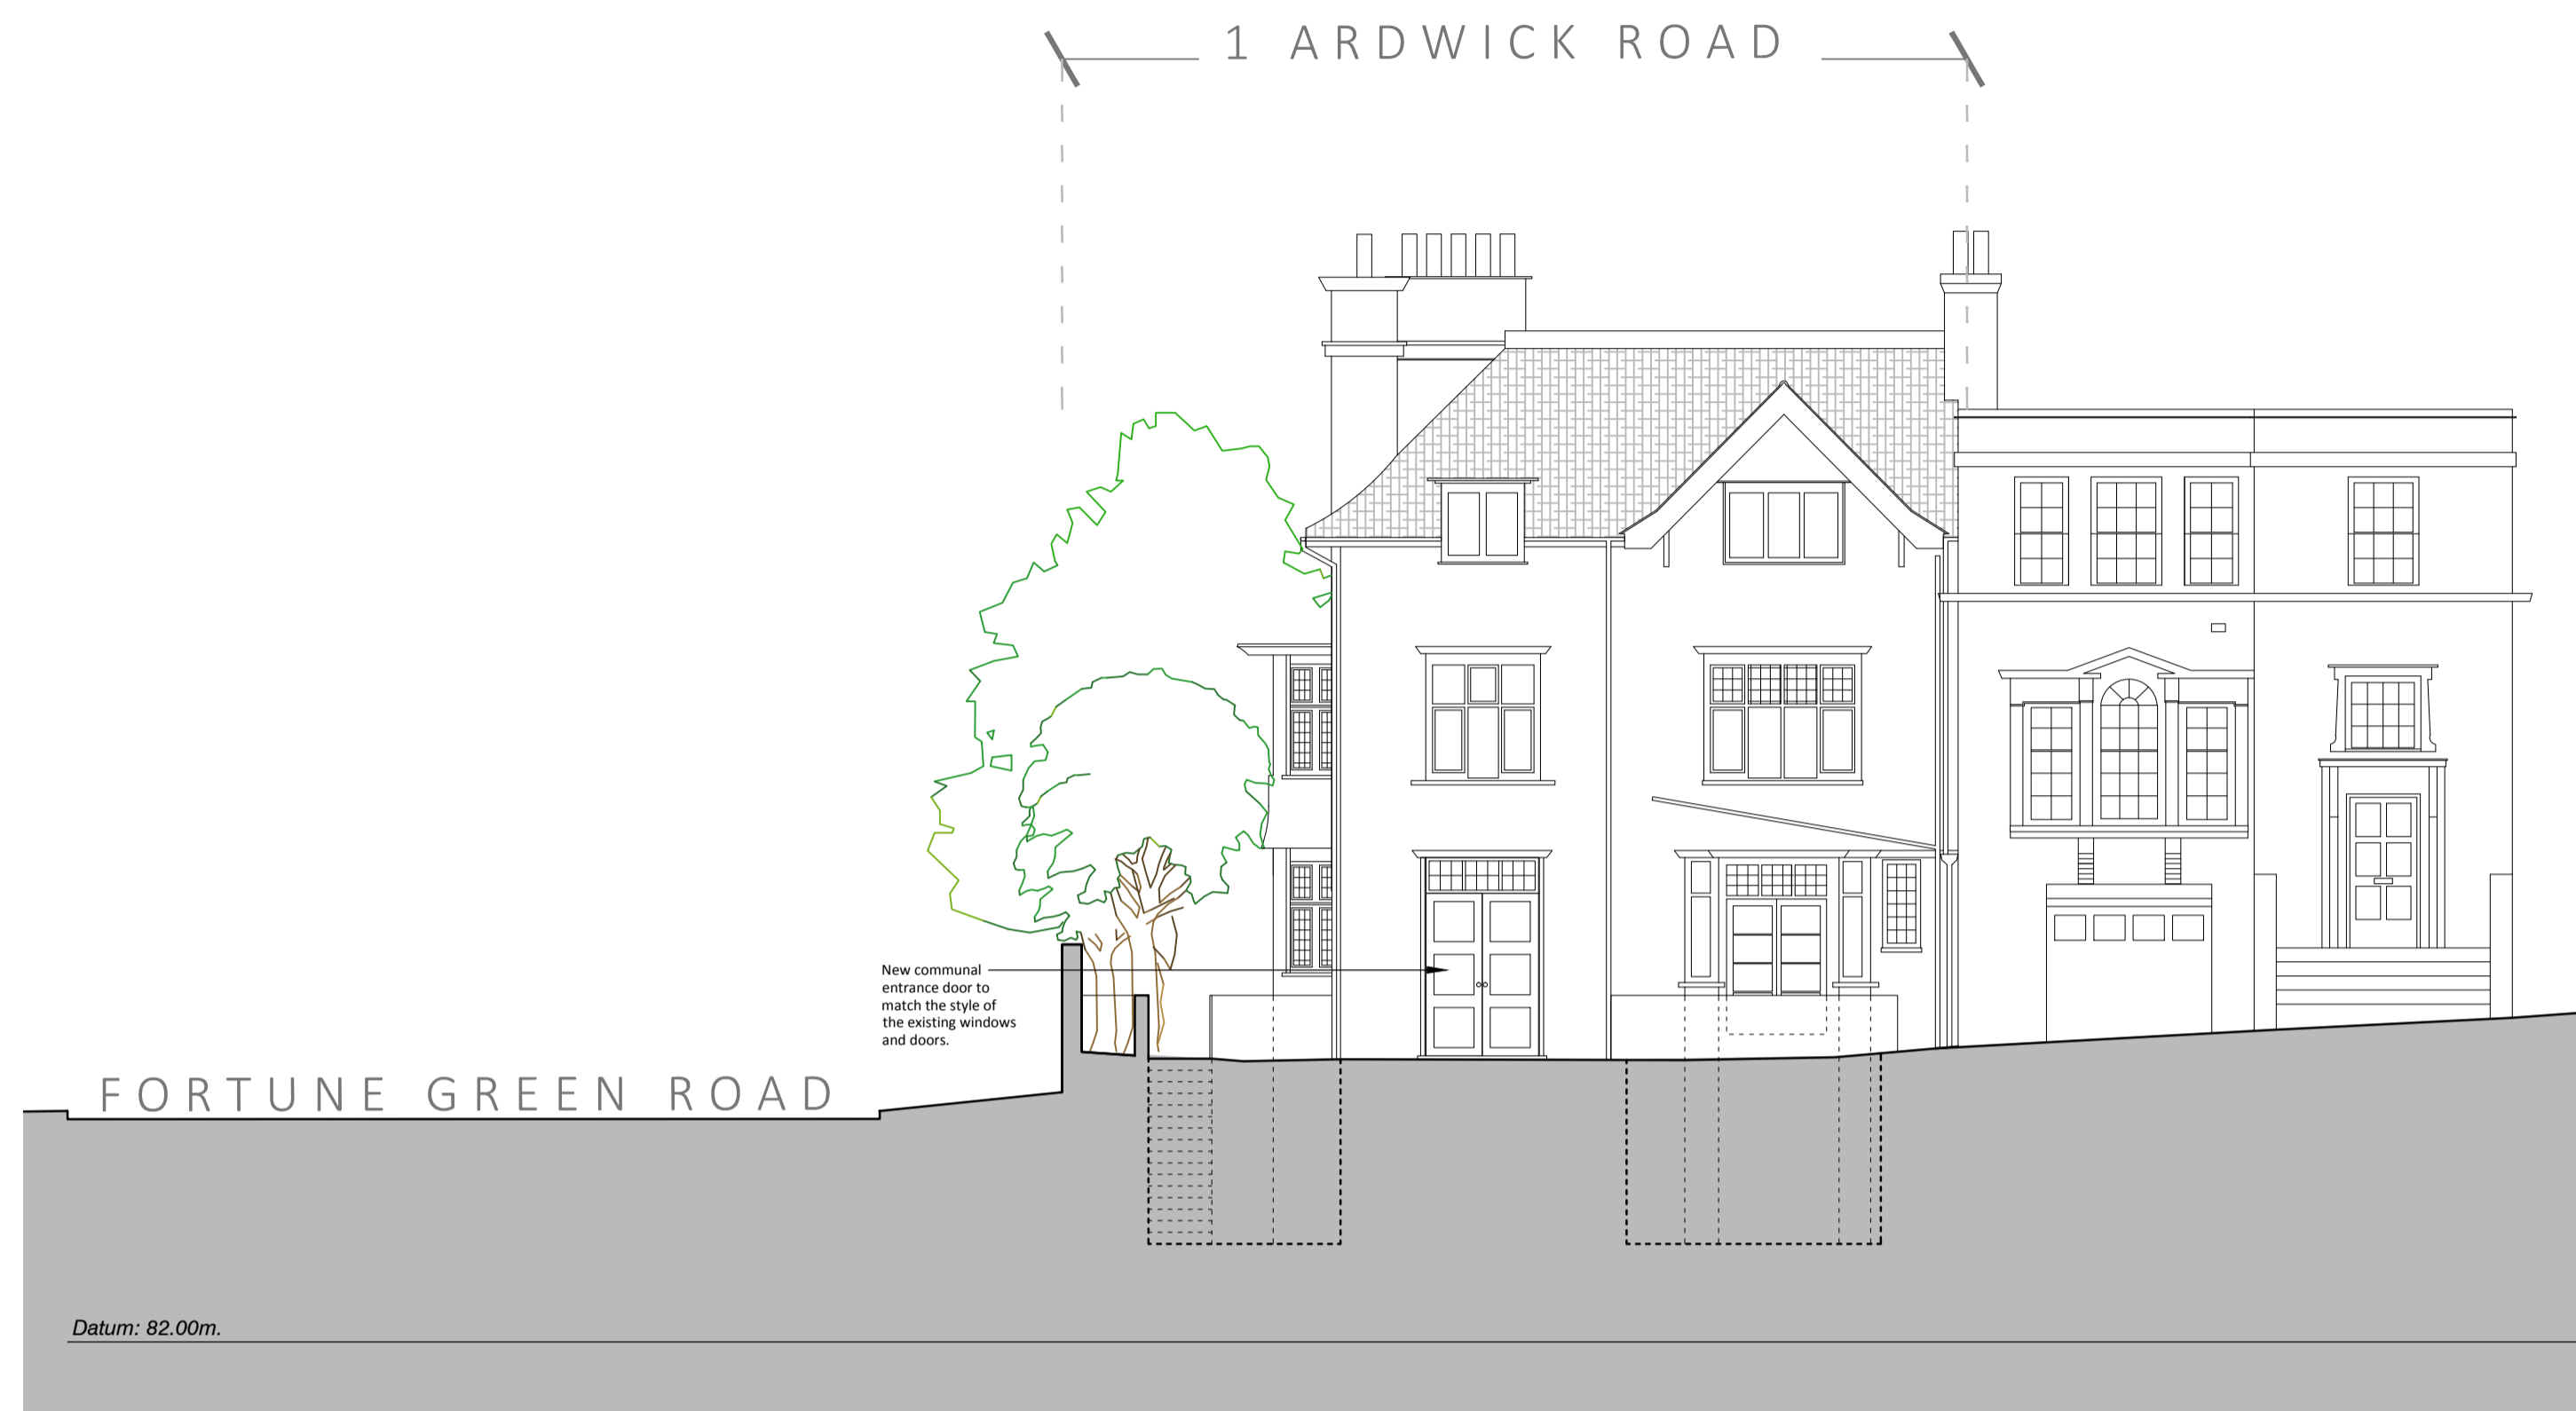 1 ARDWICK ROAD
New communal
entrance door to
match the style of
the existing windows
and doors.
FORTUNE GREEN ROAD
Datum: 82.00m.